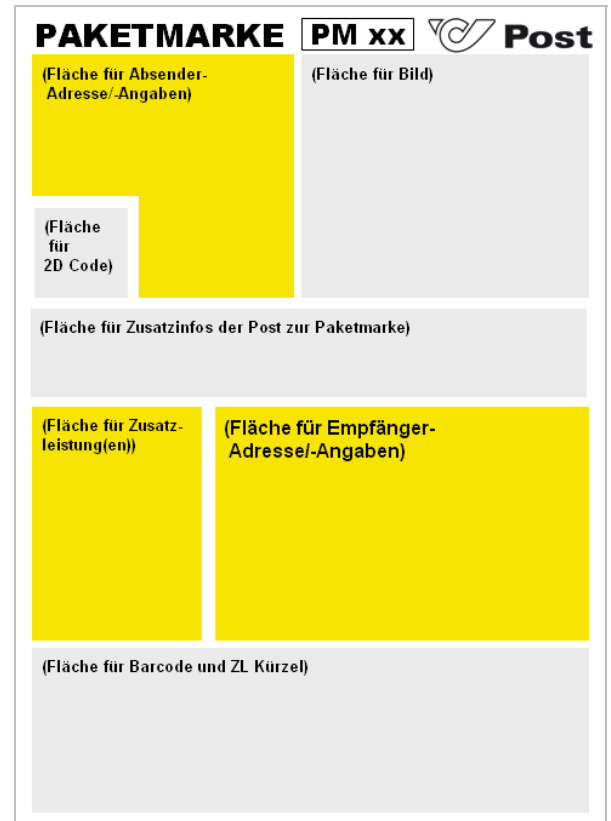 PAKETMARKE PM xx Post
(Fläche für Absender-
Adresse/-Angaben)
(Fläche für Bild)
(Fläche
für
2D Code)
(Fläche für Zusatzinfos der Post zur Paketmarke)
(Fläche für Zusatz-
leistung(en))
(Fläche für Empfänger-
Adresse/-Angaben)
(Fläche für Barcode und ZL Kürzel)